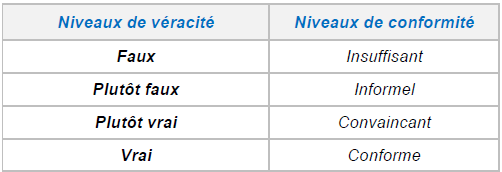 Niveaux de véracité Niveaux de conformité
Faux Insuffisant
Plutôt faux Informel
Plutôt vrai Convaincant
Vrai Conforme